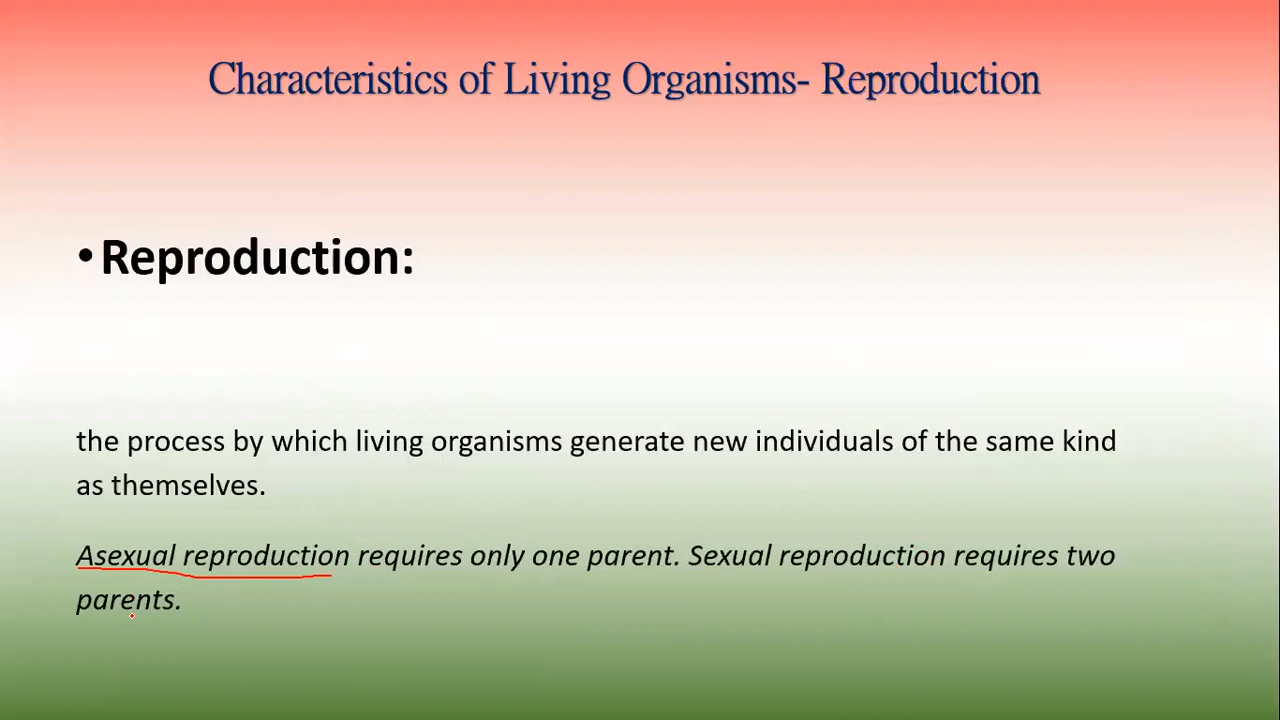 Characteristics of Living Organisms- Reproduction
•Reproduction:
the process by which living organisms generate new individuals of the same kind
as themselves.
Asexual reproduction requires only one parent. Sexual reproduction requires two
parents.